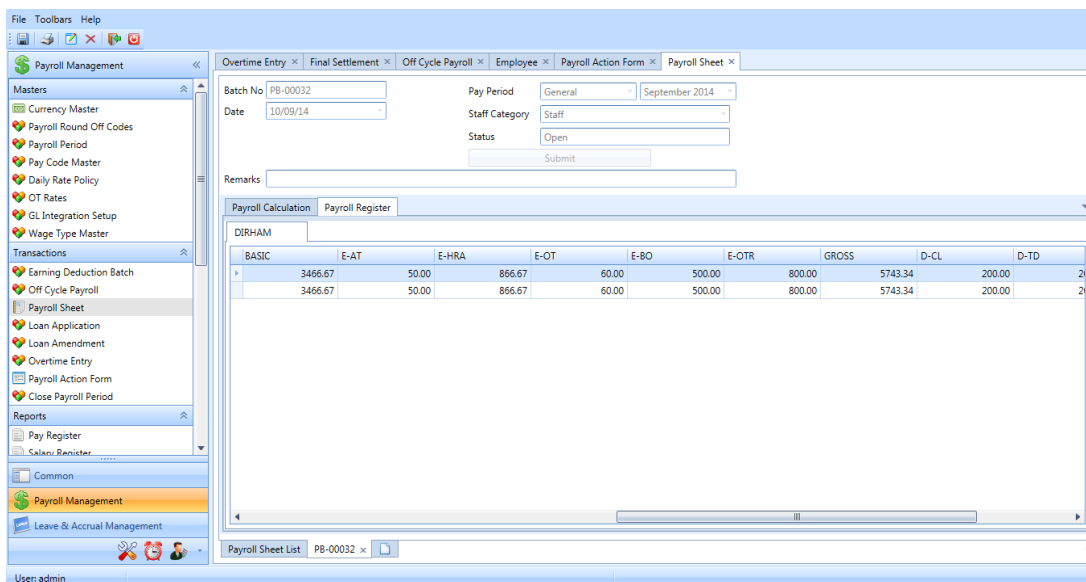 File Toolbars Help
Payroll Management
Masters
Currency Master
Payroll Round Off Codes
Payroll Period
Pay Code Master
Daily Rate Policy
OT Rates
GL Integration Setup
Wage Type Master
Transactions
Earning Deduction Batch
Off Cycle Payroll
Payroll Sheet
Loan Application
Loan Amendment
Overtime Entry
Payroll Action Form
Close Payroll Period
Reports
Pay Register
Salary Register
Common
Payroll Management
Leave & Accrual Management
User: admin
Overtime Entry × Final Settlement × Off Cycle Payroll × Employee × Payroll Action Form × Payroll Sheet ×
Batch No PB-00032 Pay Period General September 2014
Date 10/09/14 Staff Category Staff
Status Open
Submit
Remarks
Payroll Calculation Payroll Register
DIRHAM
BASIC E-AT E-HRA E-OT E-BO E-OTR GROSS D-CL D-TD
3466.67 50.00 866.67 60.00 500.00 800.00 5743.34 200.00
3466.67 50.00 866.67 60.00 500.00 800.00 5743.34 200.00
Payroll Sheet List PB-00032 ×